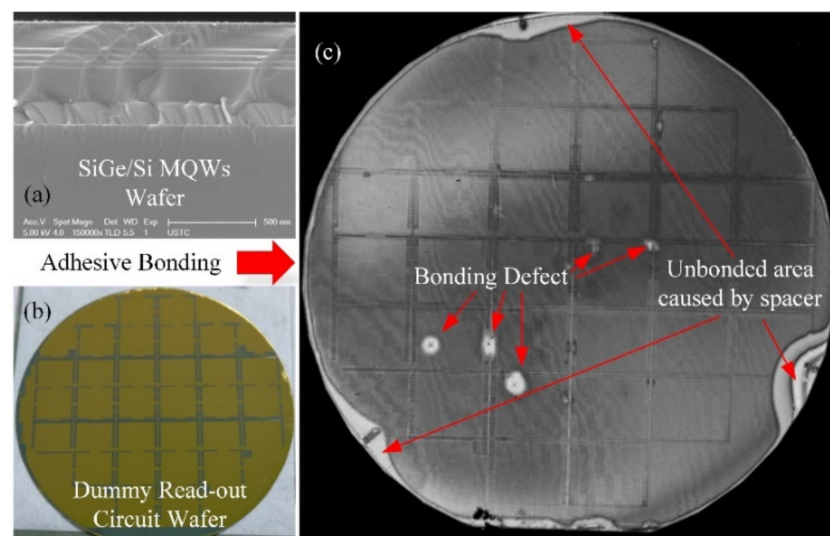 SiGe/Si MQWs
Wafer
(a)
Acc.V Spot Magn Det WD Exp
5.00 kV 4.0 150000x TLD 5.5 1 USTC
500 nm
Adhesive Bonding
(b)
Dummy Read-out
Circuit Wafer
(c)
Bonding Defect
Unbonded area
caused by spacer